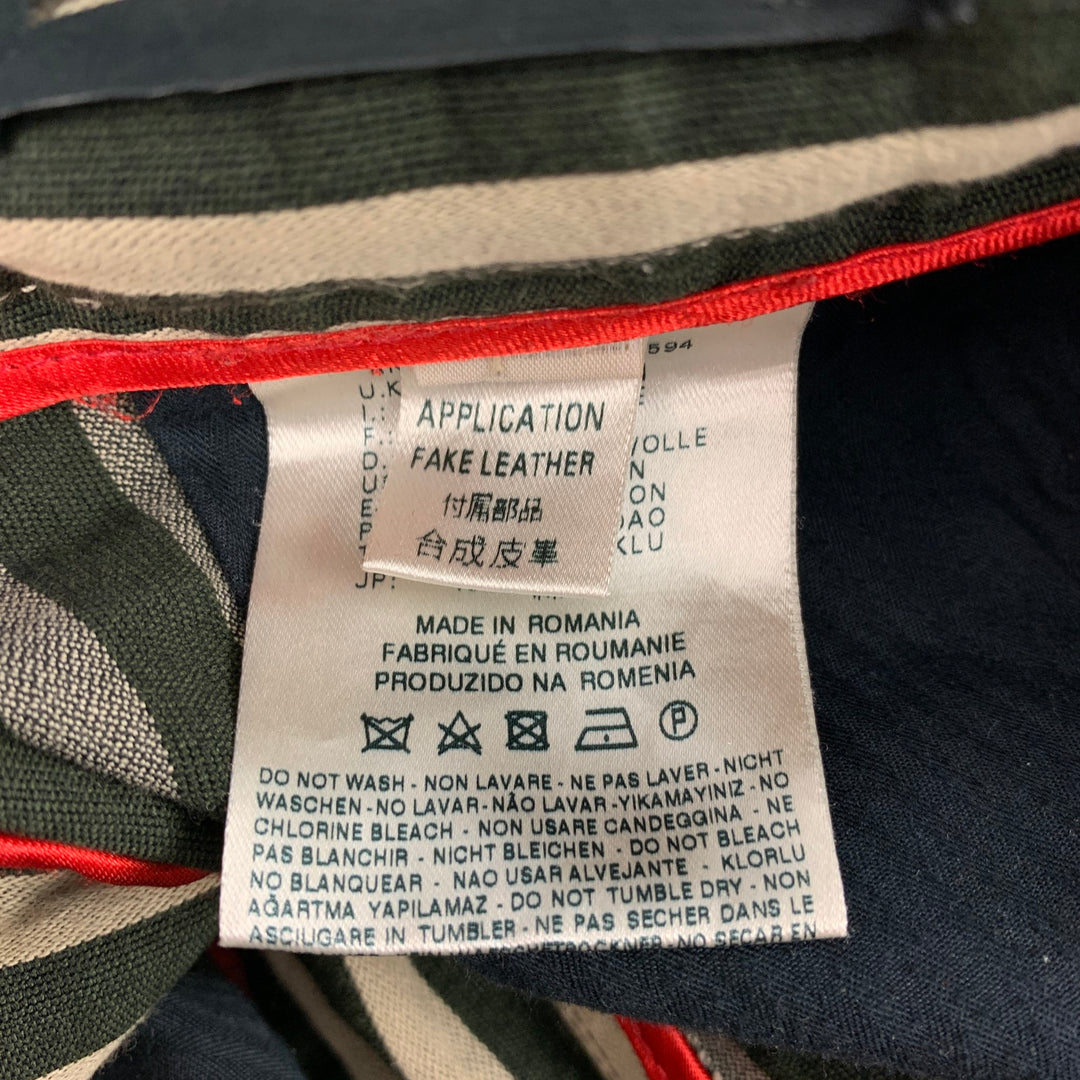 594
U.K
APPLICATION
FAKE LEATHER
付属部品
合成皮革
I.:
F.:
D
U
E
P
T
VOLLE
N
ON
DAO
KLU
JP:
MADE IN ROMANIA
FABRIQUÉ EN ROUMANIE
PRODUZIDO NA ROMENIA
P
DO NOT WASH - NON LAVARE - NE PAS LAVER - NICHT
WASCHEN - NO LAVAR - NÃO LAVAR - YIKAMAYINIZ - NO
CHLORINE BLEACH - NON USARE CANDEGGINA - NE
PAS BLANCHIR - NICHT BLEICHEN - DO NOT BLEACH
NO BLANQUEAR - NAO USAR ALVEJANTE - KLORLU
AĞARTMA YAPILAMAZ - DO NOT TUMBLE DRY - NON
ASCIUGARE IN TUMBLER - NE PAS SECHER DANS LE
NO SECAR EN